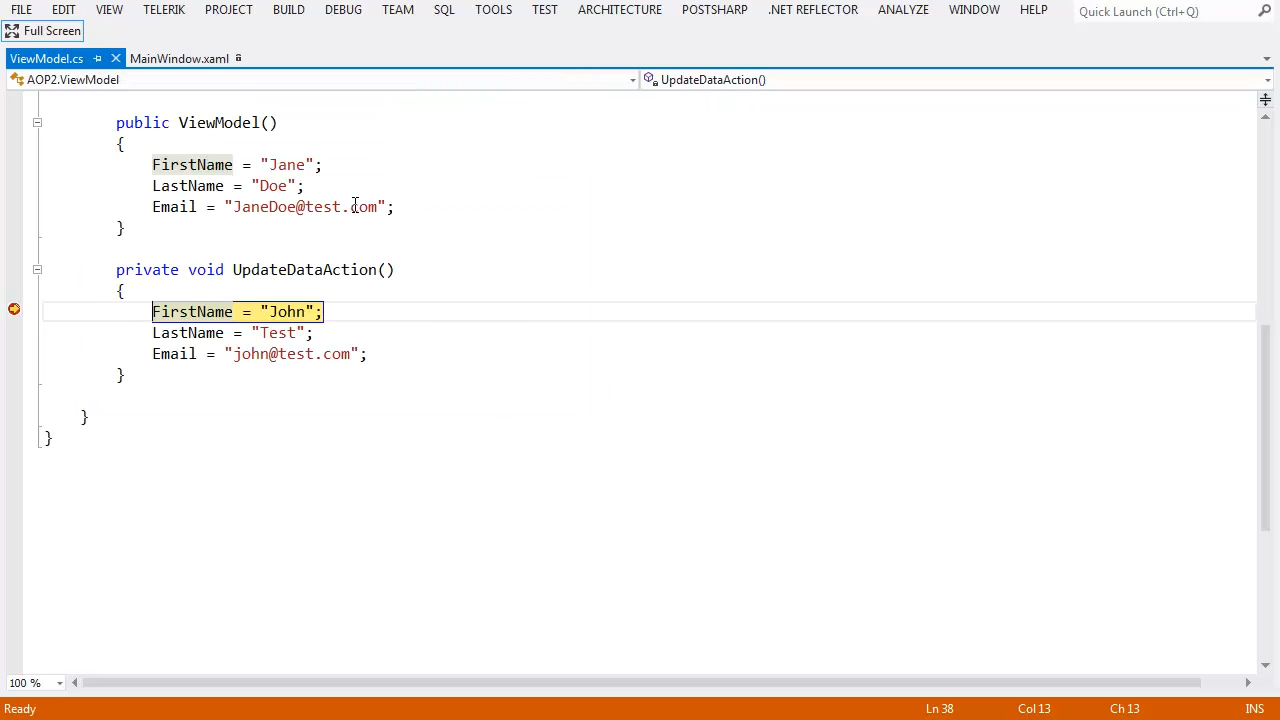 FILE EDIT VIEW TELERIK PROJECT BUILD DEBUG TEAM SQL TOOLS TEST ARCHITECTURE POSTSHARP .NET REFLECTOR ANALYZE WINDOW HELP Quick Launch (Ctrl+Q)
Full Screen
ViewModel.cs MainWindow.xaml
AOP2.ViewModel UpdateDataAction()
public ViewModel()
{
FirstName = "Jane";
LastName = "Doe";
Email = "JaneDoe@test.com";
}
private void UpdateDataAction()
{
FirstName = "John";
LastName = "Test";
Email = "john@test.com";
}
}
}
100 %
Ready Ln 38 Col 13 Ch 13 INS